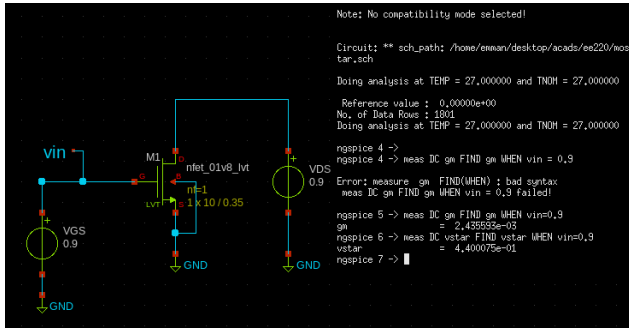 Note: No compatibility mode selected!
Circuit: ** sch_path: /home/emman/desktop/acads/ee220/mos
tar.sch
Doing analysis at TEMP = 27.000000 and TNOM = 27.000000
Reference value : 0.00000e+00
No. of Data Rows : 1801
Doing analysis at TEMP = 27.000000 and TNOM = 27.000000
ngspice 4 ->
ngspice 4 -> meas DC gm FIND gm WHEN vin = 0.9
Error: measure gm FIND(WHEN) : bad syntax
meas DC gm FIND gm WHEN vin = 0.9 failed!
ngspice 5 -> meas DC gm FIND gm WHEN vin=0.9
gm = 2.435593e-03
ngspice 6 -> meas DC vstar FIND vstar WHEN vin=0.9
vstar = 4.400075e-01
ngspice 7 ->
vin
M1
D
nfet_01v8_lvt
G
B
nf=1
LVT
S
1 x 10 / 0.35
VDS
0.9
VGS
0.9
GND
GND
GND